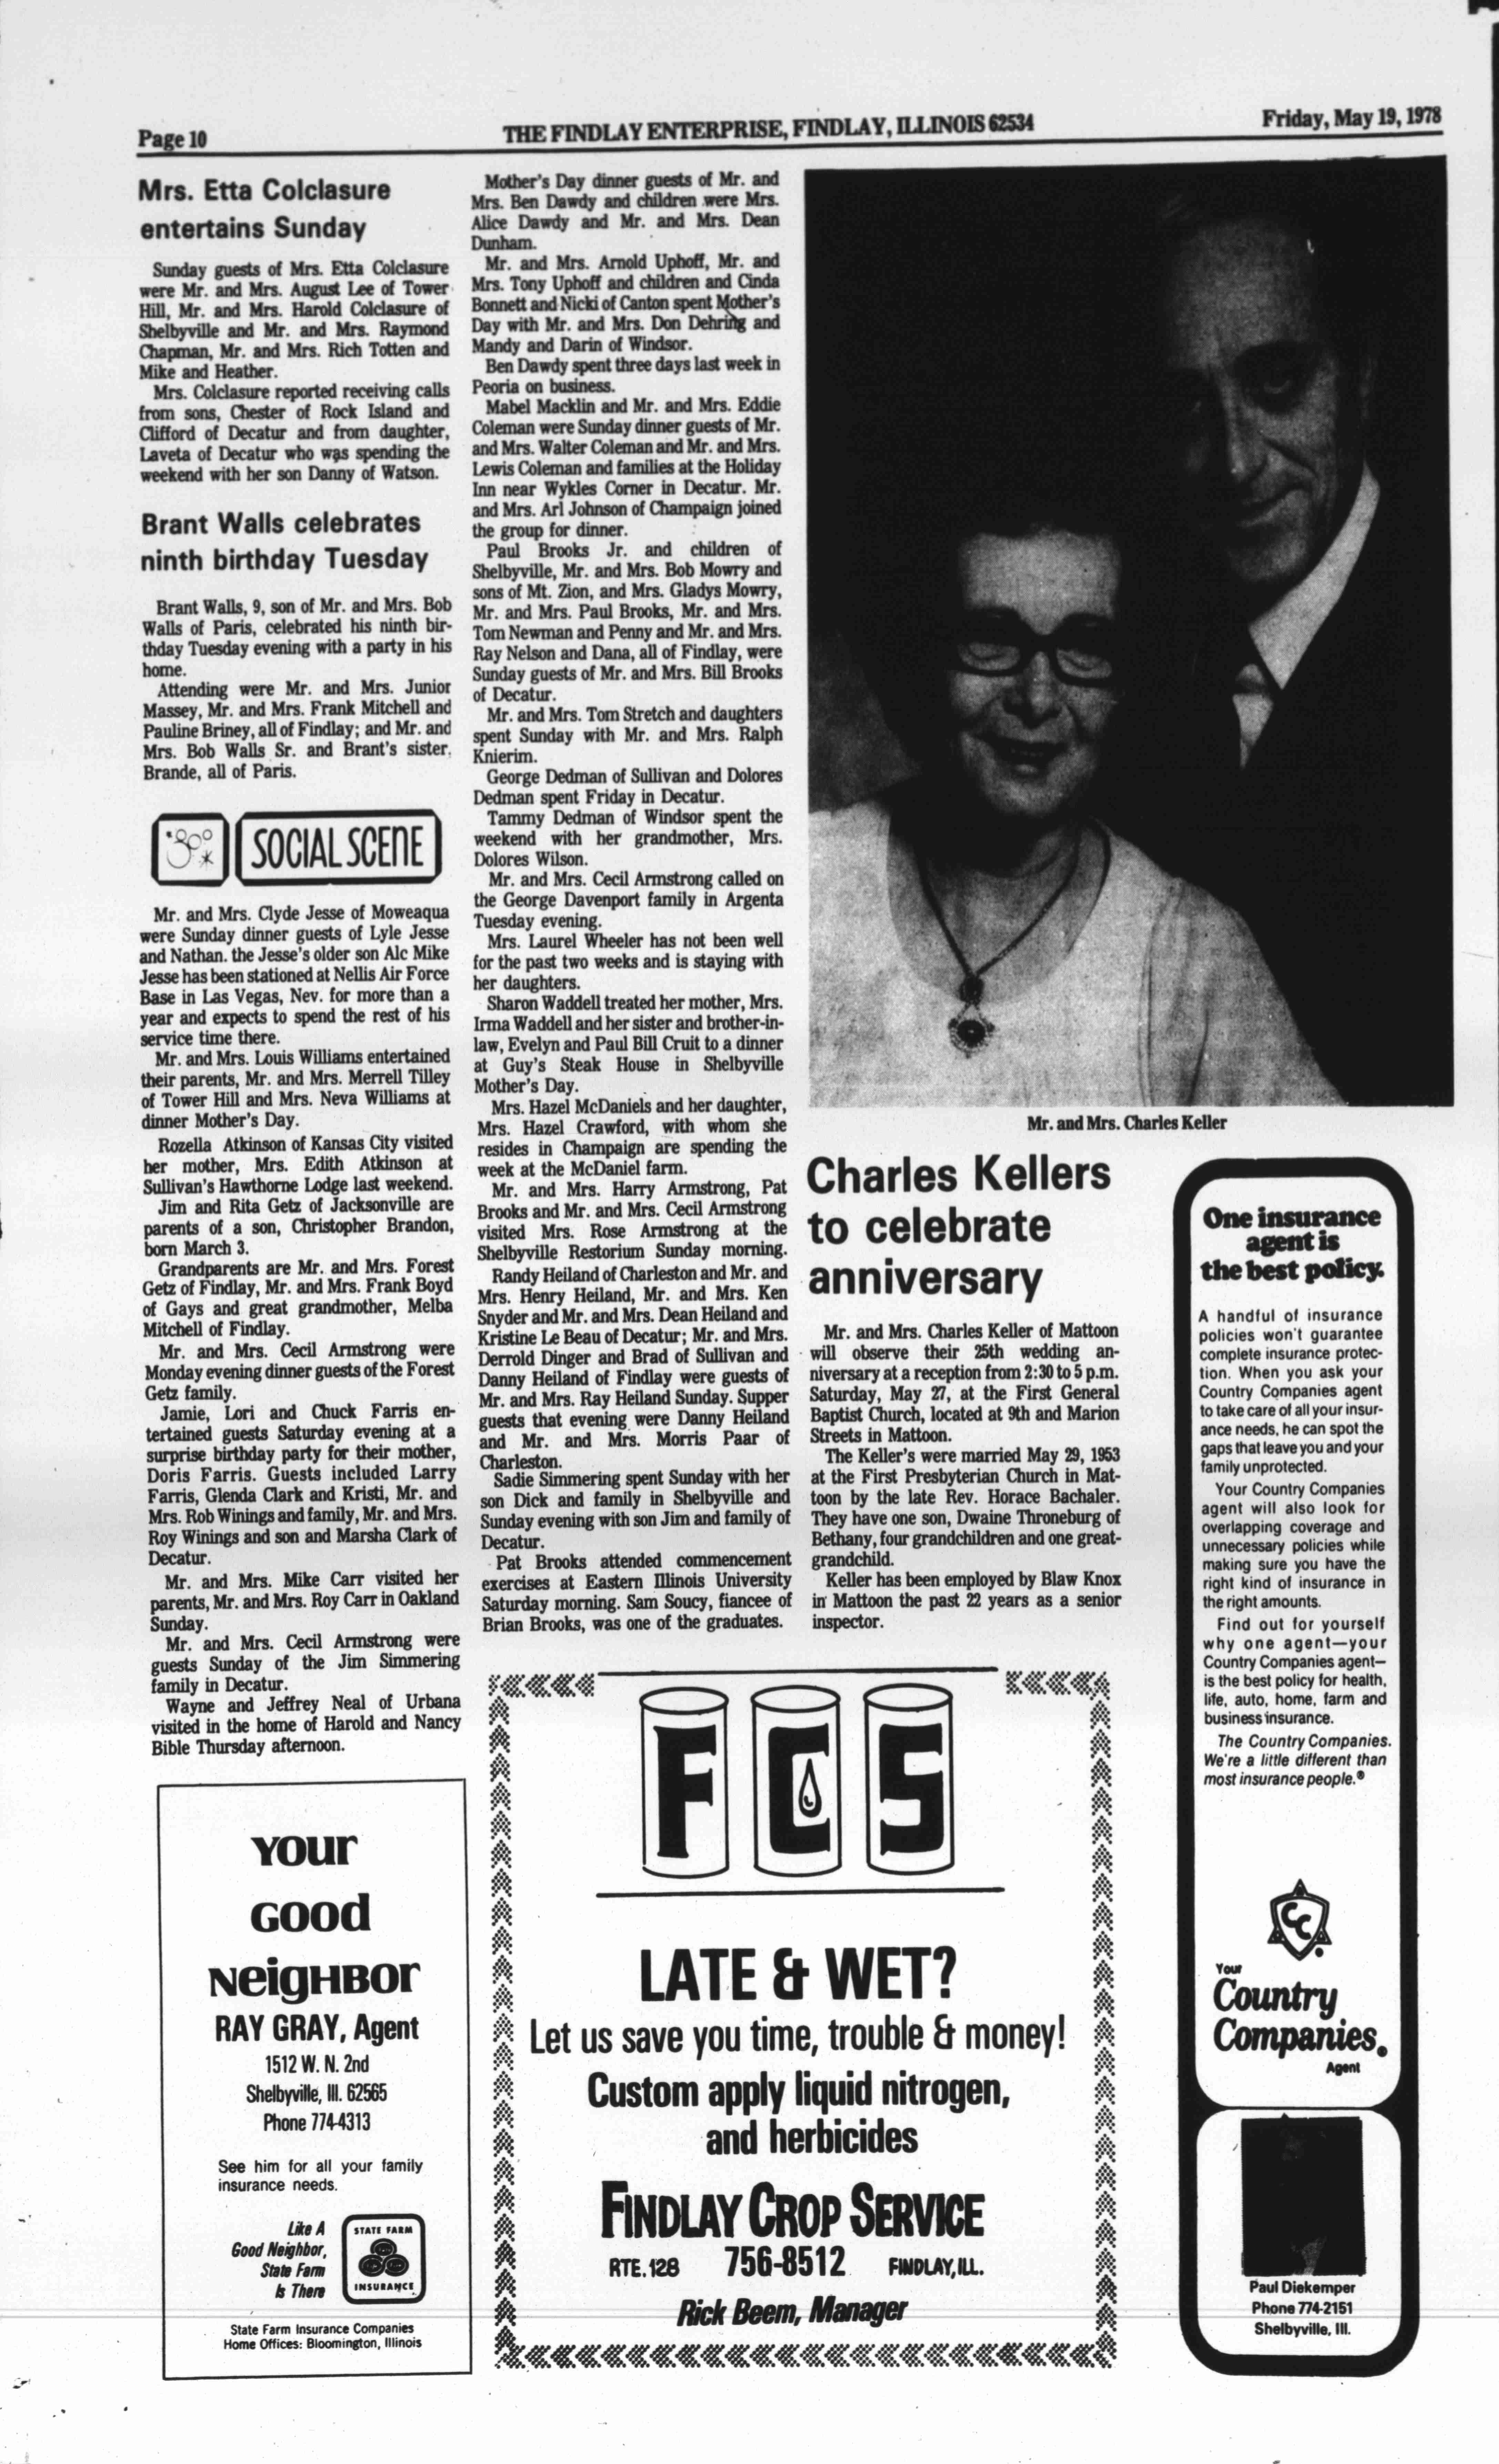 Page 10
THE FINDLAY ENTERPRISE, FINDLAY, ILLINOIS 62534
Friday, May 19, 1978
Mrs. Etta Colclasure
entertains Sunday
Sunday guests of Mrs. Etta Colclasure
were Mr. and Mrs. August Lee of Tower
Hill, Mr. and Mrs. Harold Colclasure of
Shelbyville and Mr. and Mrs. Raymond
Chapman, Mr. and Mrs. Rich Totten and
Mike and Heather.
Mrs. Colclasure reported receiving calls
from sons, Chester of Rock Island and
Clifford of Decatur and from daughter,
Laveta of Decatur who was spending the
weekend with her son Danny of Watson.
Brant Walls celebrates
ninth birthday Tuesday
Brant Walls, 9, son of Mr. and Mrs. Bob
Walls of Paris, celebrated his ninth bir-
thday Tuesday evening with a party in his
home.
Attending were Mr. and Mrs. Junior
Massey, Mr. and Mrs. Frank Mitchell and
Pauline Briney, all of Findlay; and Mr. and
Mrs. Bob Walls Sr. and Brant's sister,
Brande, all of Paris.
SOCIAL SCENE
Mr. and Mrs. Clyde Jesse of Moweaqua
were Sunday dinner guests of Lyle Jesse
and Nathan. the Jesse's older son Alc Mike
Jesse has been stationed at Nellis Air Force
Base in Las Vegas, Nev. for more than a
year and expects to spend the rest of his
service time there.
Mr. and Mrs. Louis Williams entertained
their parents, Mr. and Mrs. Merrell Tilley
of Tower Hill and Mrs. Neva Williams at
dinner Mother's Day.
Rozella Atkinson of Kansas City visited
her mother, Mrs. Edith Atkinson at
Sullivan's Hawthorne Lodge last weekend.
Jim and Rita Getz of Jacksonville are
parents of a son, Christopher Brandon,
born March 3.
Grandparents are Mr. and Mrs. Forest
Getz of Findlay, Mr. and Mrs. Frank Boyd
of Gays and great grandmother, Melba
Mitchell of Findlay.
Mr. and Mrs. Cecil Armstrong were
Monday evening dinner guests of the Forest
Getz family.
Jamie, Lori and Chuck Farris en-
tertained guests Saturday evening at a
surprise birthday party for their mother,
Doris Farris. Guests included Larry
Farris, Glenda Clark and Kristi, Mr. and
Mrs. Rob Winings and family, Mr. and Mrs.
Roy Winings and son and Marsha Clark of
Decatur.
Mr. and Mrs. Mike Carr visited her
parents, Mr. and Mrs. Roy Carr in Oakland
Sunday.
Mr. and Mrs. Cecil Armstrong were
guests Sunday of the Jim Simmering
family in Decatur.
Wayne and Jeffrey Neal of Urbana
visited in the home of Harold and Nancy
Bible Thursday afternoon.
Mother's Day dinner guests of Mr. and
Mrs. Ben Dawdy and children were Mrs.
Alice Dawdy and Mr. and Mrs. Dean
Dunham.
Mr. and Mrs. Arnold Uphoff, Mr. and
Mrs. Tony Uphoff and children and Cinda
Bonnett and Nicki of Canton spent Mother's
Day with Mr. and Mrs. Don Dehring and
Mandy and Darin of Windsor.
Ben Dawdy spent three days last week in
Peoria on business.
Mabel Macklin and Mr. and Mrs. Eddie
Coleman were Sunday dinner guests of Mr.
and Mrs. Walter Coleman and Mr. and Mrs.
Lewis Coleman and families at the Holiday
Inn near Wykles Corner in Decatur. Mr.
and Mrs. Arl Johnson of Champaign joined
the group for dinner.
Paul Brooks Jr. and children of
Shelbyville, Mr. and Mrs. Bob Mowry and
sons of Mt. Zion, and Mrs. Gladys Mowry,
Mr. and Mrs. Paul Brooks, Mr. and Mrs.
Tom Newman and Penny and Mr. and Mrs.
Ray Nelson and Dana, all of Findlay, were
Sunday guests of Mr. and Mrs. Bill Brooks
of Decatur.
Mr. and Mrs. Tom Stretch and daughters
spent Sunday with Mr. and Mrs. Ralph
Knierim.
George Dedman of Sullivan and Dolores
Dedman spent Friday in Decatur.
Tammy Dedman of Windsor spent the
weekend with her grandmother, Mrs.
Dolores Wilson.
Mr. and Mrs. Cecil Armstrong called on
the George Davenport family in Argenta
Tuesday evening.
Mrs. Laurel Wheeler has not been well
for the past two weeks and is staying with
her daughters.
Sharon Waddell treated her mother, Mrs.
Irma Waddell and her sister and brother-in-
law, Evelyn and Paul Bill Cruit to a dinner
at Guy's Steak House in Shelbyville
Mother's Day.
Mrs. Hazel McDaniels and her daughter,
Mrs. Hazel Crawford, with whom she
resides in Champaign are spending the
week at the McDaniel farm.
Mr. and Mrs. Harry Armstrong, Pat
Brooks and Mr. and Mrs. Cecil Armstrong
visited Mrs. Rose Armstrong at the
Shelbyville Restorium Sunday morning.
Randy Heiland of Charleston and Mr. and
Mrs. Henry Heiland, Mr. and Mrs. Ken
Snyder and Mr. and Mrs. Dean Heiland and
Kristine Le Beau of Decatur; Mr. and Mrs.
Derrold Dinger and Brad of Sullivan and
Danny Heiland of Findlay were guests of
Mr. and Mrs. Ray Heiland Sunday. Supper
guests that evening were Danny Heiland
and Mr. and Mrs. Morris Paar of
Charleston.
Sadie Simmering spent Sunday with her
son Dick and family in Shelbyville and
Sunday evening with son Jim and family of
Decatur.
Pat Brooks attended commencement
exercises at Eastern Illinois University
Saturday morning. Sam Soucy, fiancee of
Brian Brooks, was one of the graduates.
Mr. and Mrs. Charles Keller
Charles Kellers
to celebrate
anniversary
Mr. and Mrs. Charles Keller of Mattoon
will observe their 25th wedding an-
niversary at a reception from 2:30 to 5 p.m.
Saturday, May 27, at the First General
Baptist Church, located at 9th and Marion
Streets in Mattoon.
The Keller's were married May 29, 1953
at the First Presbyterian Church in Mat-
toon by the late Rev. Horace Bachaler.
They have one son, Dwaine Throneburg of
Bethany, four grandchildren and one great-
grandchild.
Keller has been employed by Blaw Knox
in Mattoon the past 22 years as a senior
inspector.
One insurance
agent is
the best policy.
A handful of insurance
policies won't guarantee
complete insurance protec-
tion. When you ask your
Country Companies agent
to take care of all your insur-
ance needs, he can spot the
gaps that leave you and your
family unprotected.
Your Country Companies
agent will also look for
overlapping coverage and
unnecessary policies while
making sure you have the
right kind of insurance in
the right amounts.
Find out for yourself
why one agent—your
Country Companies agent—
is the best policy for health,
life, auto, home, farm and
business insurance.
The Country Companies.
We're a little different than
most insurance people.®
CC
Your
Country
Companies.
Agent
Paul Diekemper
Phone 774-2151
Shelbyville, Ill.
Your
Good
Neighbor
RAY GRAY, Agent
1512 W. N. 2nd
Shelbyville, Ill. 62565
Phone 774-4313
See him for all your family
insurance needs.
Like A
Good Neighbor,
State Farm
Is There
STATE FARM
INSURANCE
State Farm Insurance Companies
Home Offices: Bloomington, Illinois
FCS
LATE & WET?
Let us save you time, trouble & money!
Custom apply liquid nitrogen,
and herbicides
FINDLAY CROP SERVICE
RTE. 128 756-8512 FINDLAY, ILL.
Rick Beem, Manager